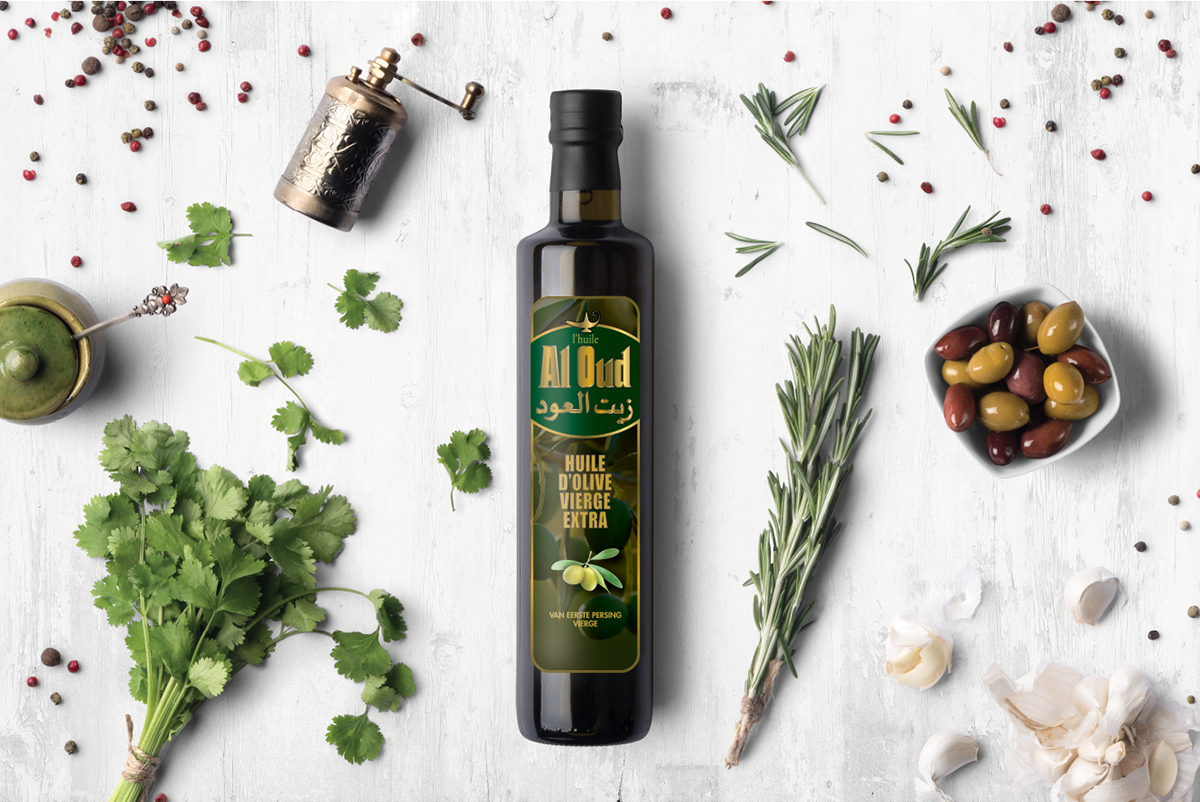 l'huile
Al Oud
زيت العود
HUILE
D'OLIVE
VIERGE
EXTRA
VAN EERSTE PERSING
VIERGE